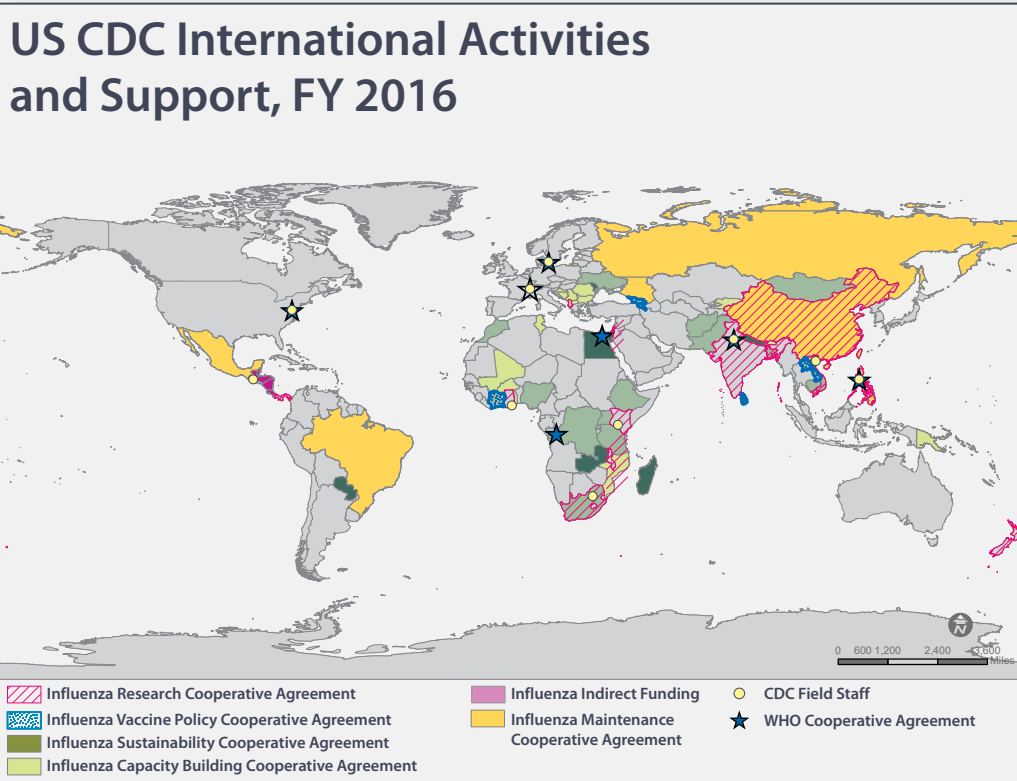 US CDC International Activities
and Support, FY 2016
N
0 600 1,200 2,400 3,600
Miles
Influenza Research Cooperative Agreement
Influenza Vaccine Policy Cooperative Agreement
Influenza Sustainability Cooperative Agreement
Influenza Capacity Building Cooperative Agreement
Influenza Indirect Funding
Influenza Maintenance
Cooperative Agreement
CDC Field Staff
WHO Cooperative Agreement